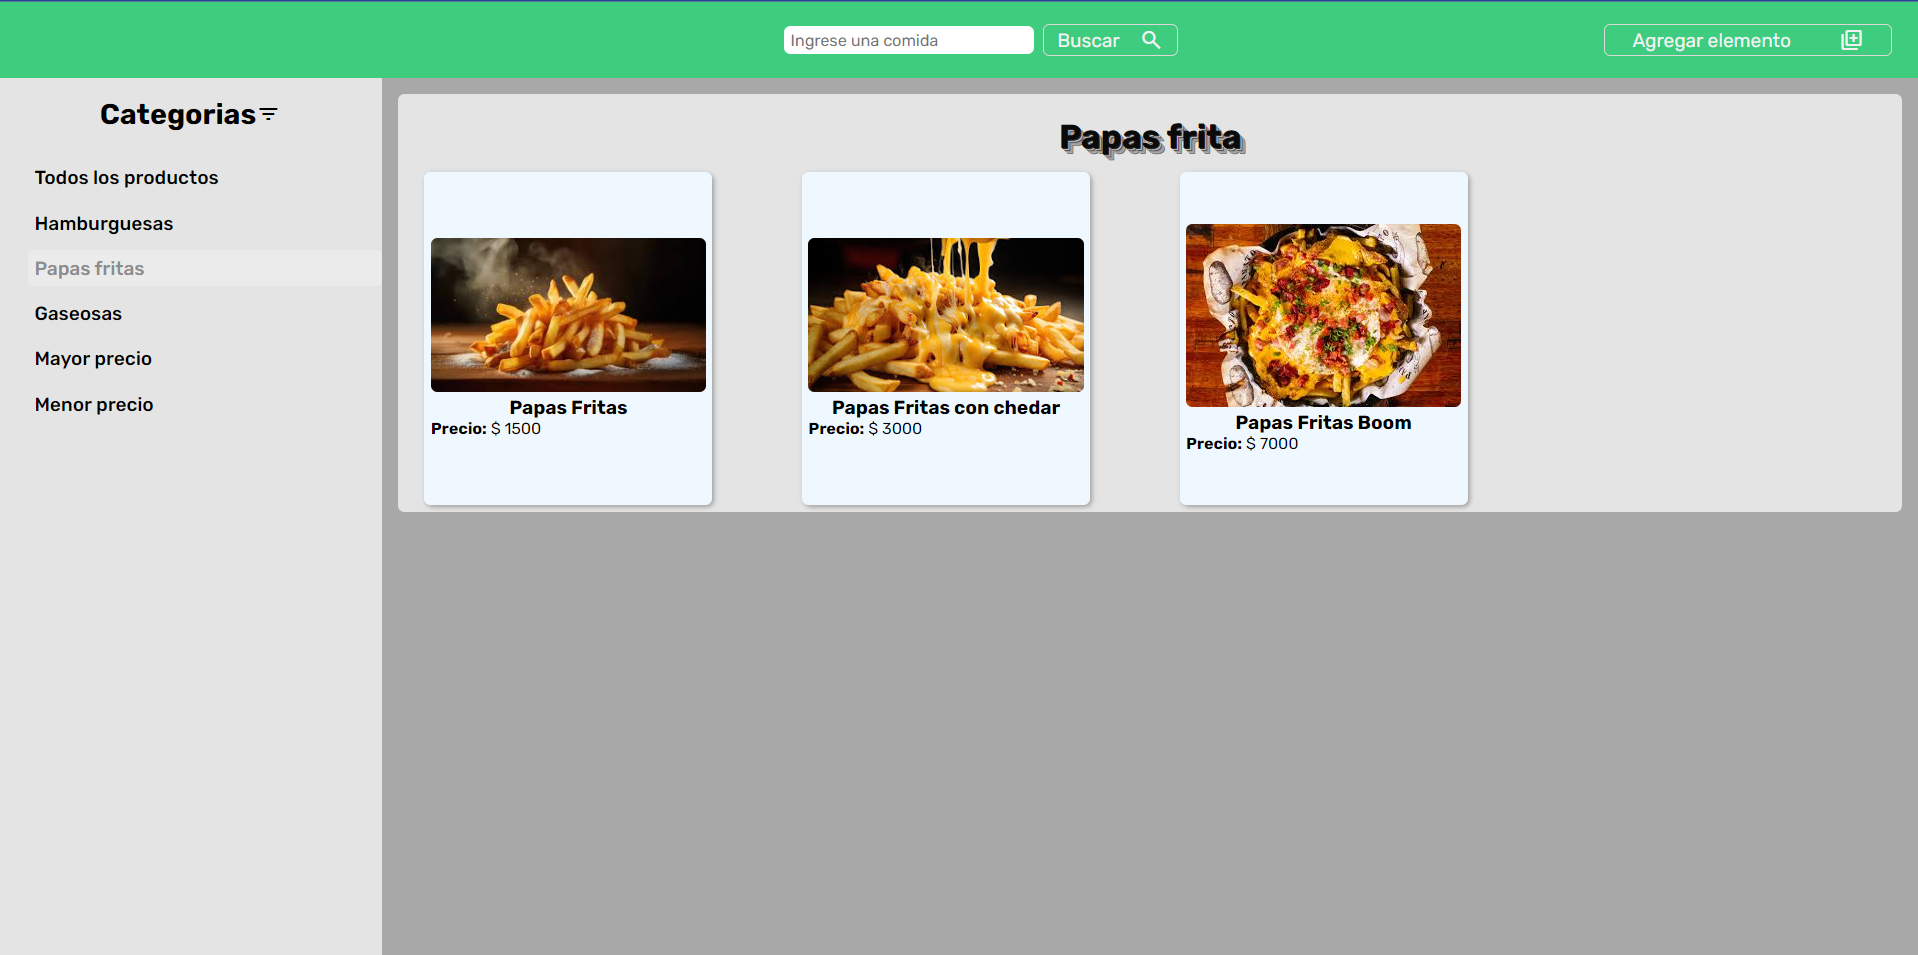 Ingrese una comida
Buscar
Agregar elemento
Categorias
Todos los productos
Hamburguesas
Papas fritas
Gaseosas
Mayor precio
Menor precio
Papas frita
Papas Fritas
Precio: $ 1500
Papas Fritas con chedar
Precio: $ 3000
Papas Fritas Boom
Precio: $ 7000